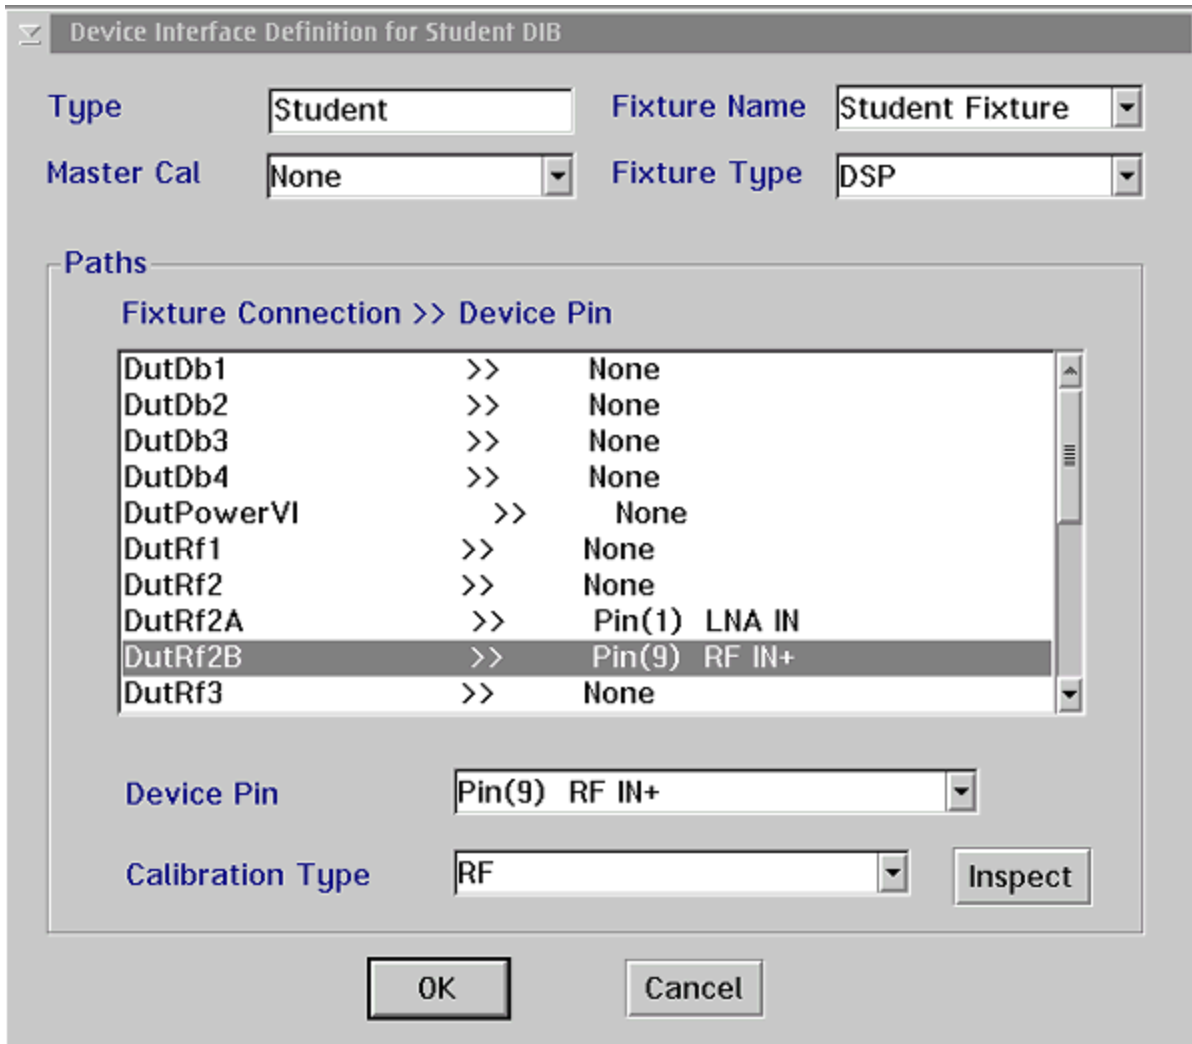 Device Interface Definition for Student DIB
Type Student Fixture Name Student Fixture
Master Cal None Fixture Type DSP
Paths
Fixture Connection >> Device Pin
DutDb1 >> None
DutDb2 >> None
DutDb3 >> None
DutDb4 >> None
DutPowerVI >> None
DutRf1 >> None
DutRf2 >> None
DutRf2A >> Pin(1) LNA IN
DutRf2B >> Pin(9) RF IN+
DutRf3 >> None
Device Pin Pin(9) RF IN+
Calibration Type RF Inspect
OK Cancel